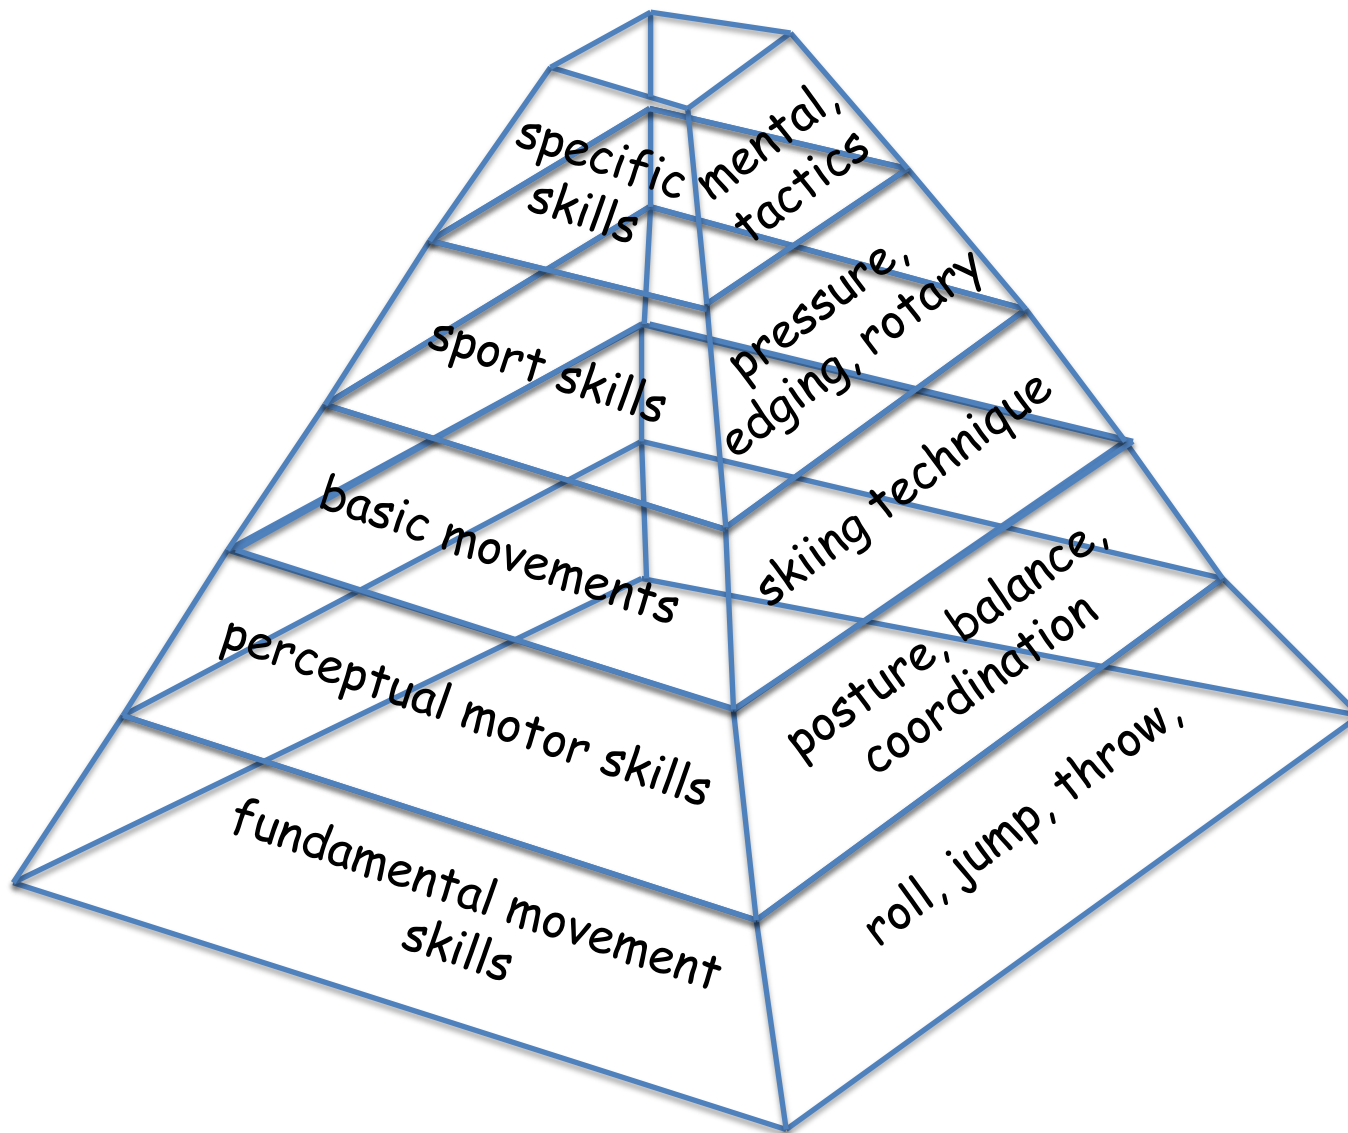 specific
skills
mental,
tactics
sport skills
pressure,
edging, rotary
basic movements
skiing technique
perceptual motor skills
posture, balance,
coordination
fundamental movement
skills
roll, jump, throw,